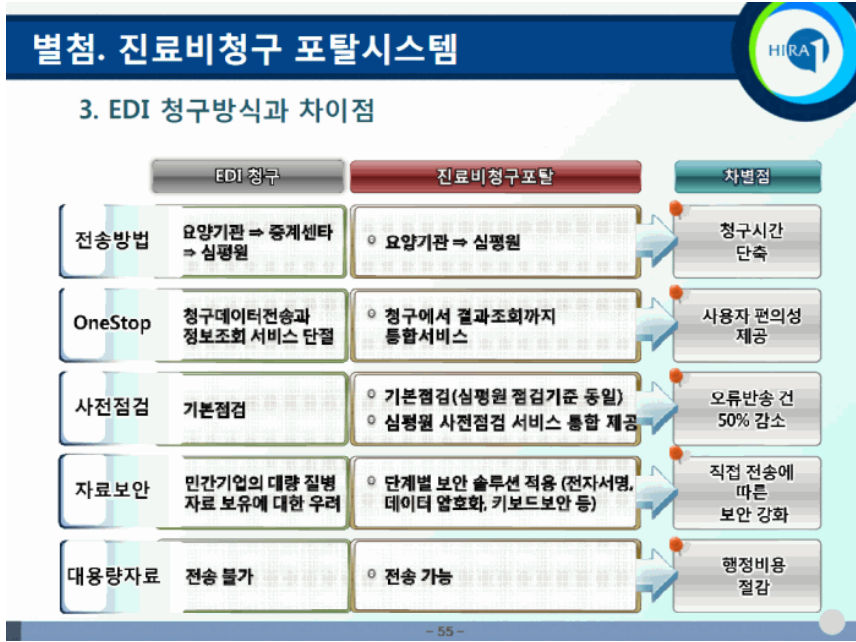 별첨. 진료비청구 포탈시스템
HIRA
3. EDI 청구방식과 차이점
EDI 청구
진료비청구포탈
차별점
전송방법
요양기관 ⇒ 중계센타
⇒ 심평원
요양기관 ⇒ 심평원
청구시간
단축
OneStop
청구데이터전송과
정보조회 서비스 단절
청구에서 결과조회까지
통합서비스
사용자 편의성
제공
사전점검
기본점검
기본점검(심평원 점검기준 동일)
심평원 사전점검 서비스 통합 제공
오류반송 건
50% 감소
자료보안
민간기업의 대량 질병
자료 보유에 대한 우려
단계별 보안 솔루션 적용 (전자서명,
데이터 암호화, 키보드보안 등)
직접 전송에
따른
보안 강화
대용량자료
전송 불가
전송 가능
행정비용
절감
- 55 -